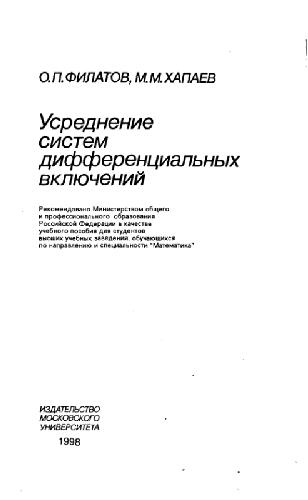 О.П.ФИЛАТОВ, М.М.ХАПАЕВ
Усреднение
систем
дифференциальных
включений
Рекомендовано Министерством общего
и профессионального образования
Российской Федерации в качестве
учебного пособия для студентов
высших учебных заведений, обучающихся
по направлению и специальности "Математика"
ИЗДАТЕЛЬСТВО
МОСКОВСКОГО
УНИВЕРСИТЕТА
1998